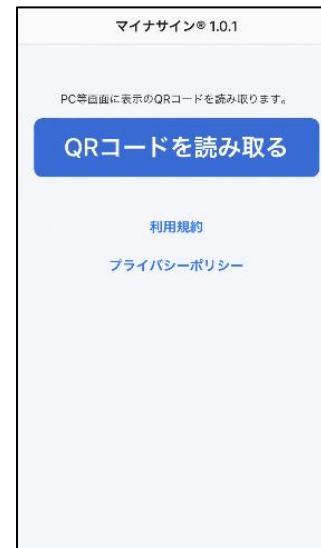 マイナサイン® 1.0.1
PC等画面に表示のQRコードを読み取ります。
QRコードを読み取る
利用規約
プライバシーポリシー